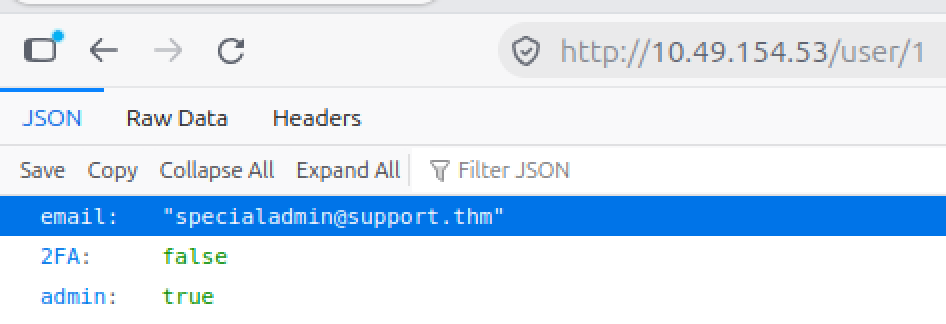 http://10.49.154.53/user/1
JSON Raw Data Headers
Save Copy Collapse All Expand All Filter JSON
email: "specialadmin@support.thm"
2FA: false
admin: true